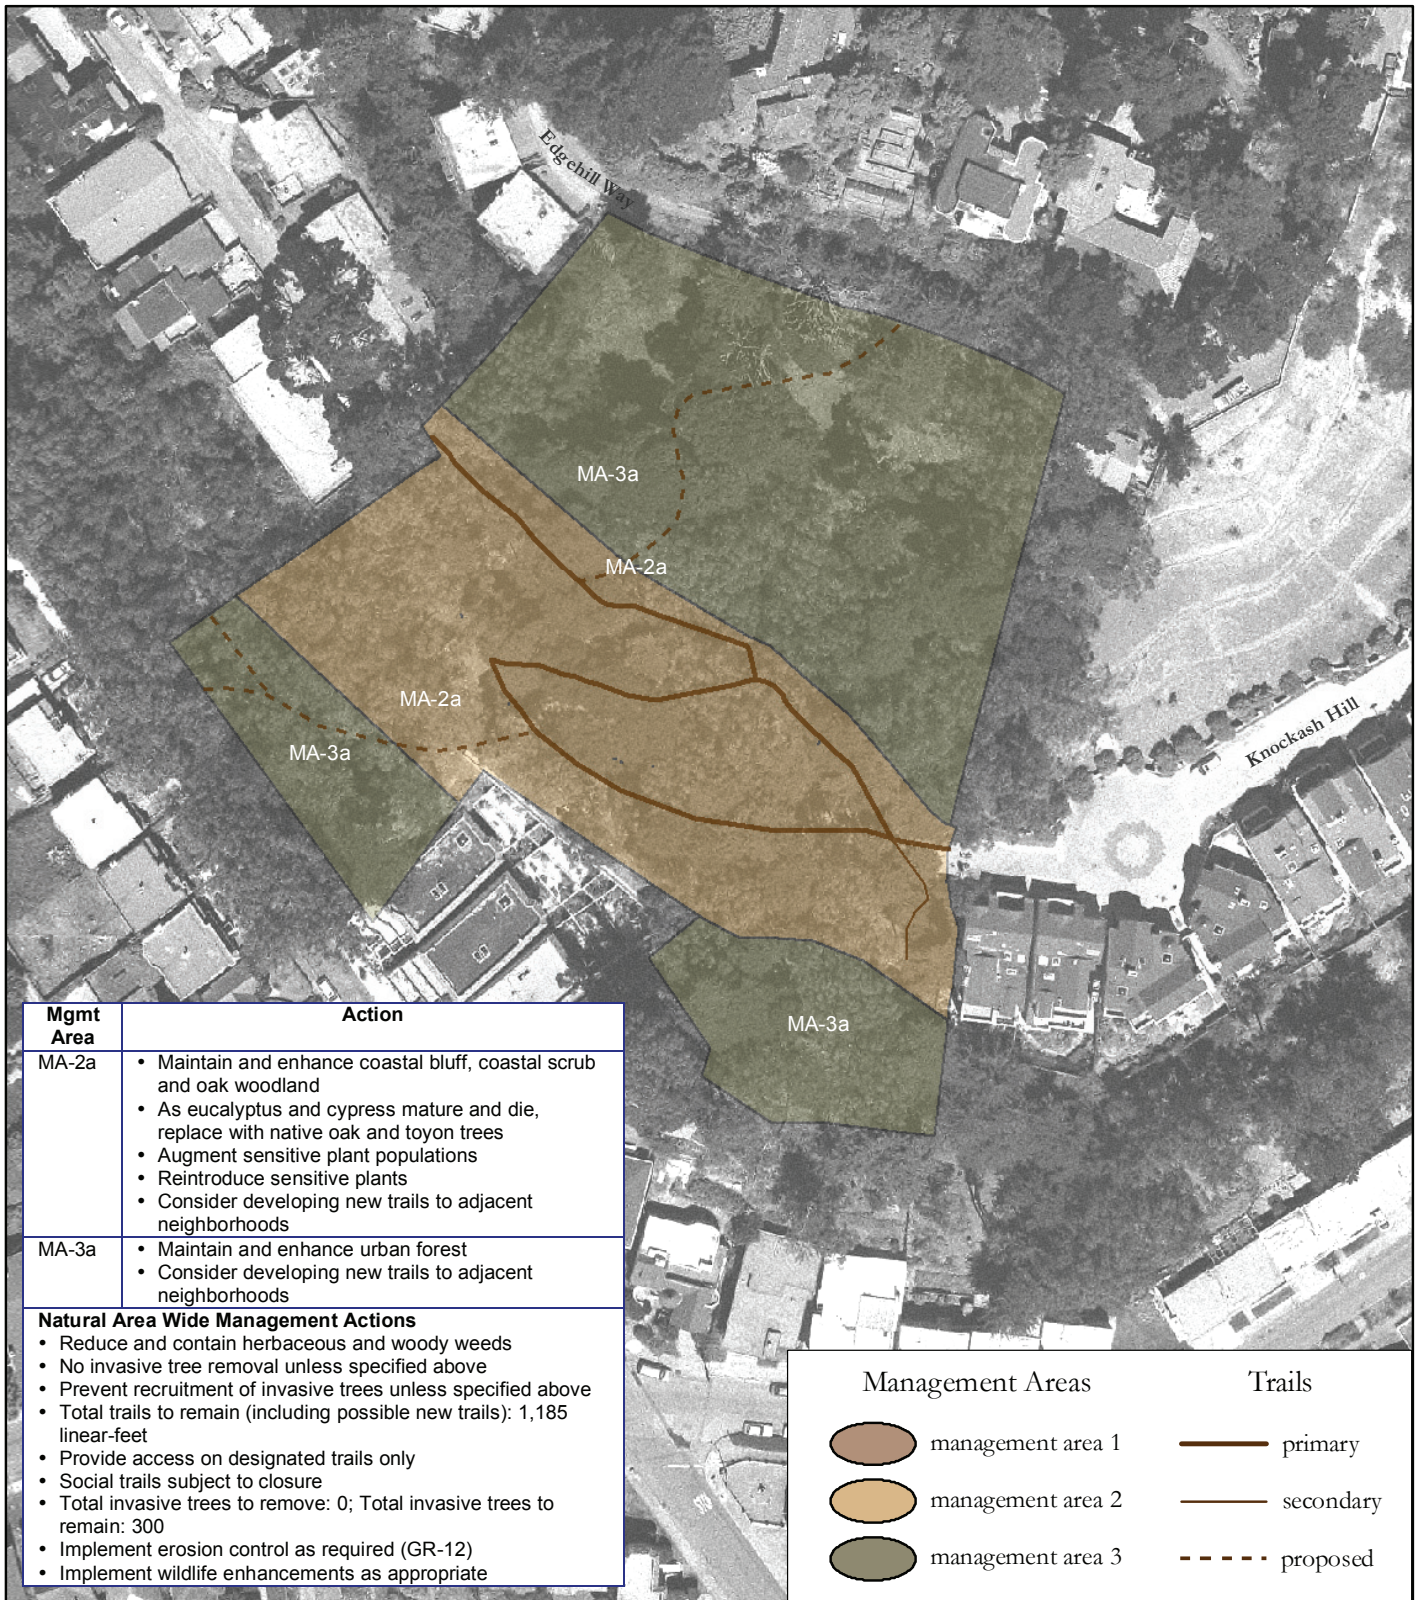 Edgehill Way
MA-3a
MA-2a
MA-2a
MA-3a
Knockash Hill
MA-3a
Mgmt
Area
Action
MA-2a
• Maintain and enhance coastal bluff, coastal scrub
and oak woodland
• As eucalyptus and cypress mature and die,
replace with native oak and toyon trees
• Augment sensitive plant populations
• Reintroduce sensitive plants
• Consider developing new trails to adjacent
neighborhoods
MA-3a
• Maintain and enhance urban forest
• Consider developing new trails to adjacent
neighborhoods
Natural Area Wide Management Actions
• Reduce and contain herbaceous and woody weeds
• No invasive tree removal unless specified above
• Prevent recruitment of invasive trees unless specified above
• Total trails to remain (including possible new trails): 1,185
linear-feet
• Provide access on designated trails only
• Social trails subject to closure
• Total invasive trees to remove: 0; Total invasive trees to
remain: 300
• Implement erosion control as required (GR-12)
• Implement wildlife enhancements as appropriate
Management Areas
management area 1
management area 2
management area 3
Trails
primary
secondary
proposed